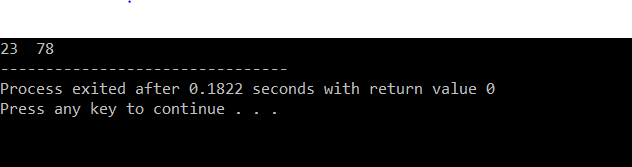 23  78
--------------------------------
Process exited after 0.1822 seconds with return value 0
Press any key to continue . . .